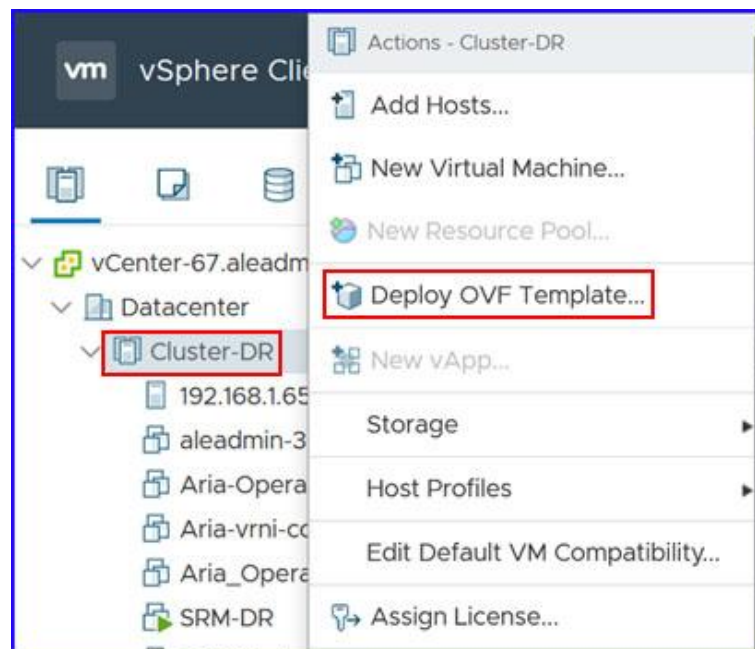 vm vSphere Clie
Actions - Cluster-DR
Add Hosts...
New Virtual Machine...
New Resource Pool...
Deploy OVF Template...
New vApp...
Storage
Host Profiles
Edit Default VM Compatibility...
Assign License...
vCenter-67.aleadm
Datacenter
Cluster-DR
192.168.1.65
aleadmin-3
Aria-Opera
Aria-vrni-co
Aria_Opera
SRM-DR